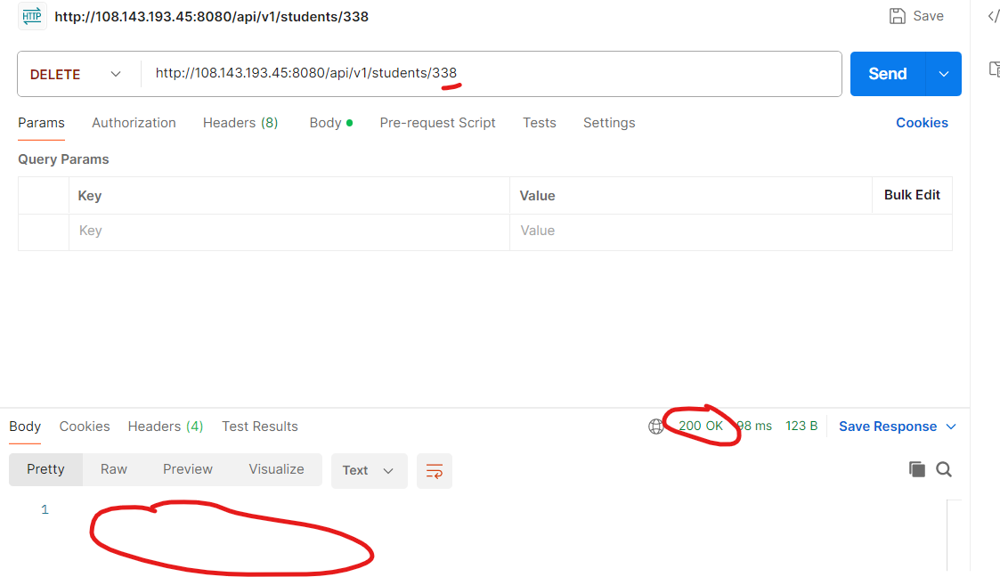 HTTP http://108.143.193.45:8080/api/v1/students/338 Save </>
DELETE http://108.143.193.45:8080/api/v1/students/338 Send
Params Authorization Headers (8) Body Pre-request Script Tests Settings Cookies
Query Params
Key Value Bulk Edit
Key Value
Body Cookies Headers (4) Test Results 200 OK 98 ms 123 B Save Response
Pretty Raw Preview Visualize Text
1